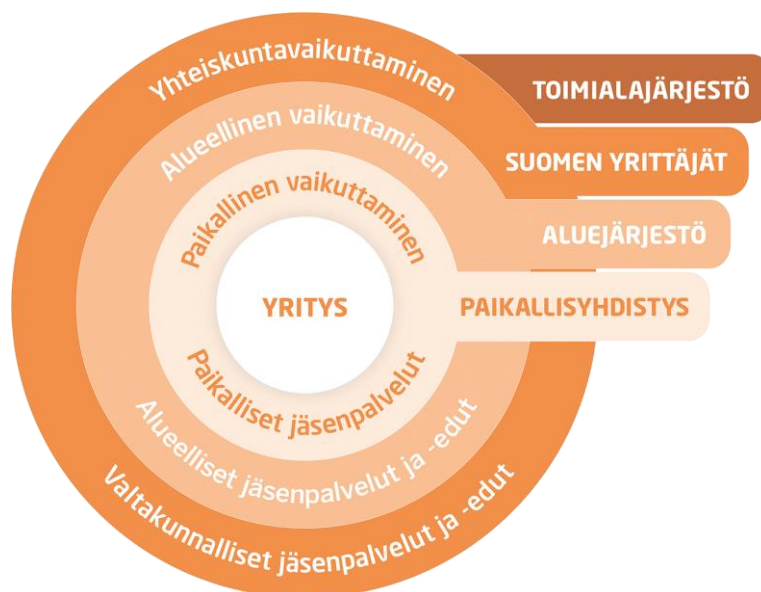 Yhteiskuntavaikuttaminen
TOIMIALAJÄRJESTÖ
Alueellinen vaikuttaminen
SUOMEN YRITTÄJÄT
Paikallinen vaikuttaminen
ALUEJÄRJESTÖ
YRITYS
PAIKALLISYHDISTYS
Paikalliset jäsenpalvelut
Alueelliset jäsenpalvelut ja -edut
Valtakunnalliset jäsenpalvelut ja -edut